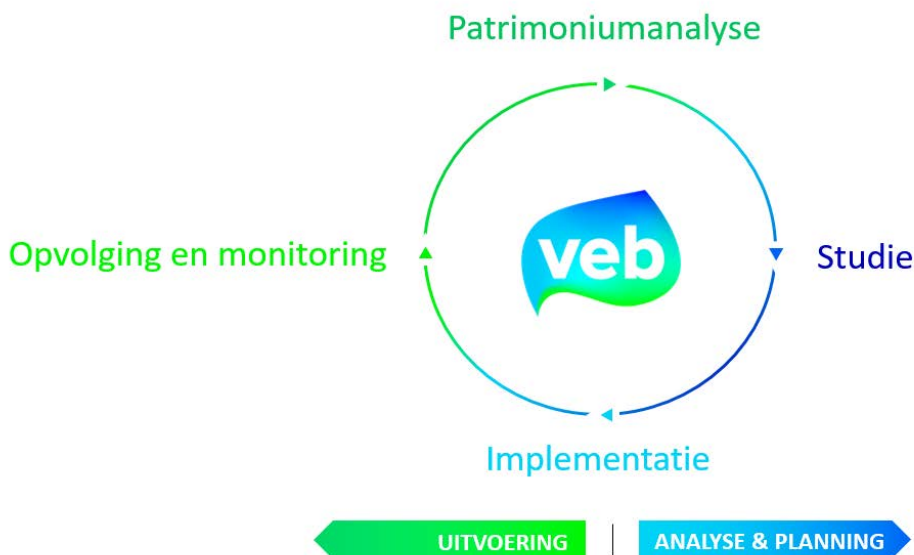 Patrimoniumanalyse
Opvolging en monitoring
veb
Studie
Implementatie
UITVOERING
ANALYSE & PLANNING